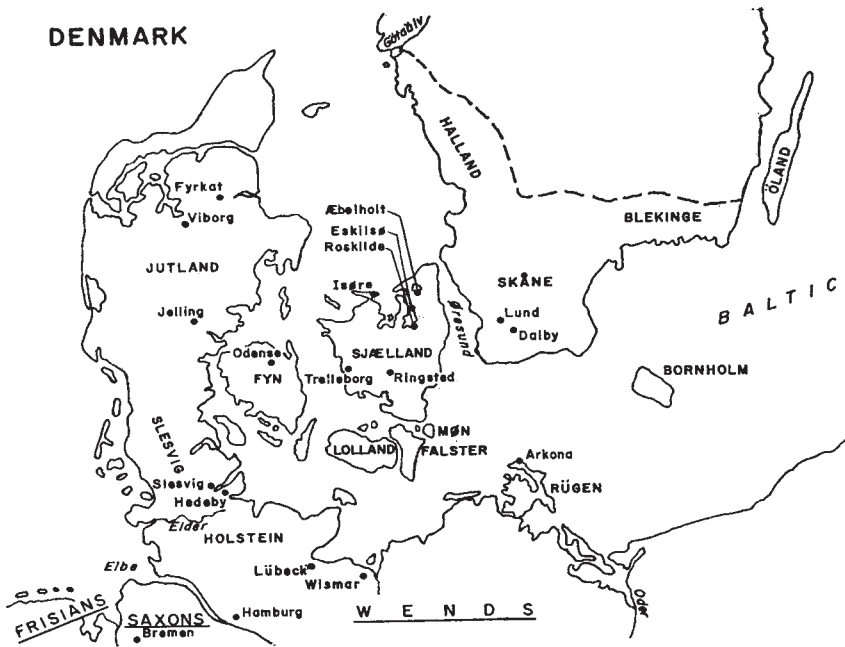 DENMARK
Götaälv
HALLAND
ÖLAND
Fyrkat
Viborg
Æbelholt
Eskilsø
Roskilde
BLEKINGE
JUTLAND
Isøre
SKÅNE
BALTIC
Jelling
Øresund
Lund
Dalby
Odense
FYN
SJÆLLAND
Trelleborg
Ringsted
BORNHOLM
SLESVIG
MØN
LOLLAND
FALSTER
Arkona
RÜGEN
Slesvig
Hedeby
Eider
HOLSTEIN
Elbe
Lübeck
Wismar
Oder
FRISIANS
SAXONS
Hamburg
WENDS
Bremen